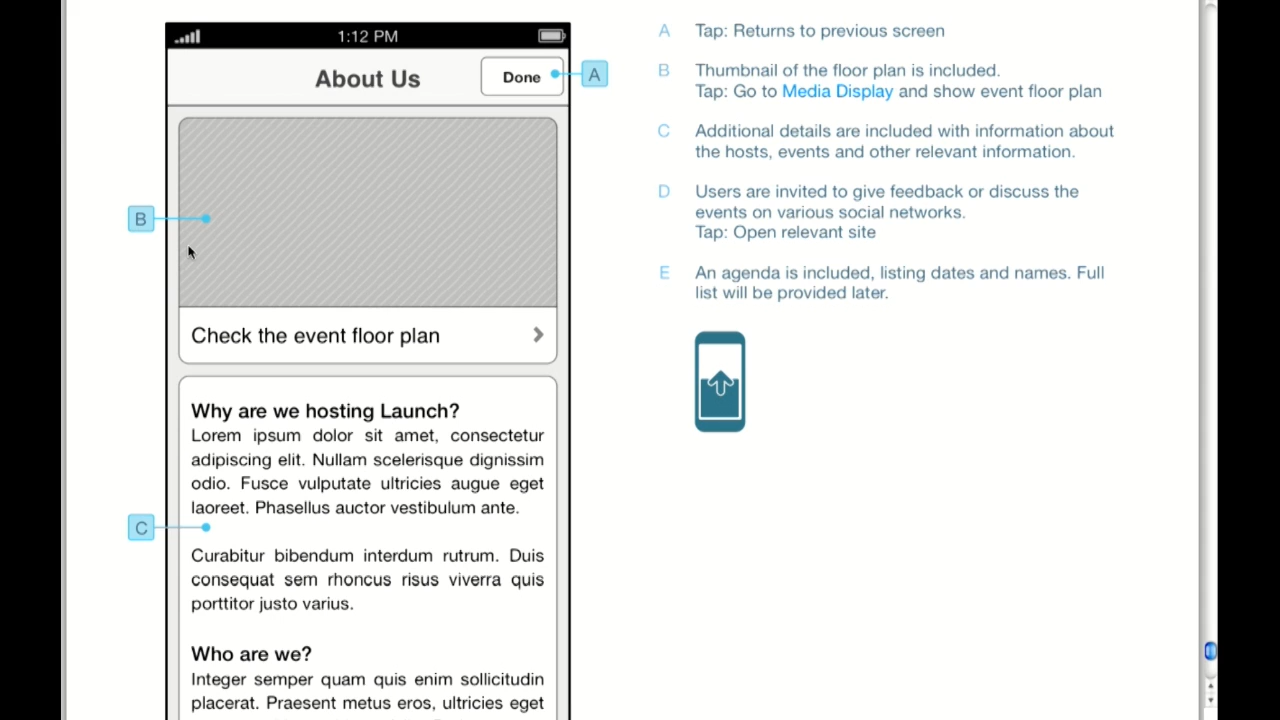 1:12 PM
About Us
Done
A
B
Check the event floor plan
Why are we hosting Launch?
Lorem ipsum dolor sit amet, consectetur
adipiscing elit. Nullam scelerisque dignissim
odio. Fusce vulputate ultricies augue eget
laoreet. Phasellus auctor vestibulum ante.
C
Curabitur bibendum interdum rutrum. Duis
consequat sem rhoncus risus viverra quis
porttitor justo varius.
Who are we?
Integer semper quam quis enim sollicitudin
placerat. Praesent metus eros, ultricies eget
A Tap: Returns to previous screen
B Thumbnail of the floor plan is included.
Tap: Go to Media Display and show event floor plan
C Additional details are included with information about
the hosts, events and other relevant information.
D Users are invited to give feedback or discuss the
events on various social networks.
Tap: Open relevant site
E An agenda is included, listing dates and names. Full
list will be provided later.